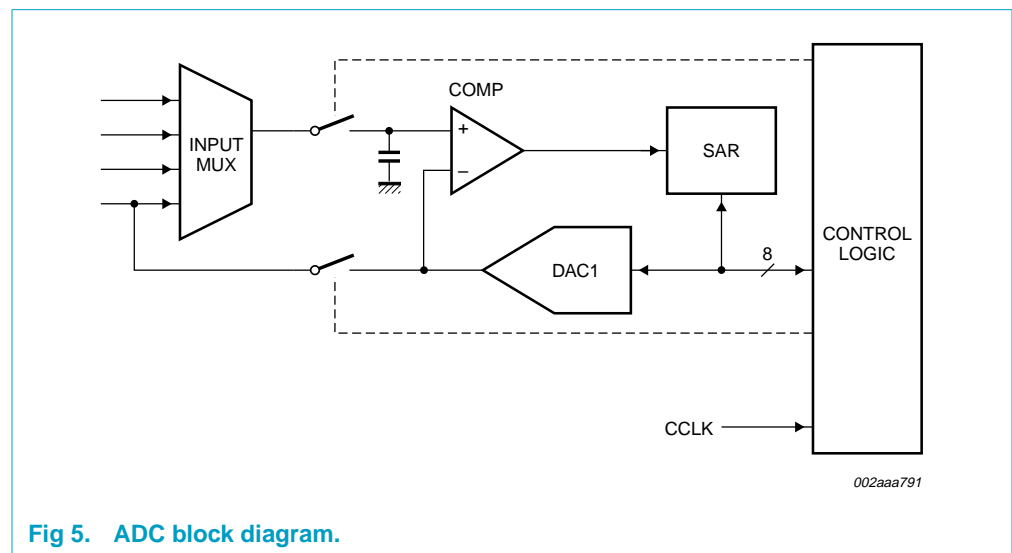 COMP
+
–
INPUT
MUX
SAR
CONTROL
LOGIC
DAC1
8
CCLK
002aaa791
Fig 5. ADC block diagram.